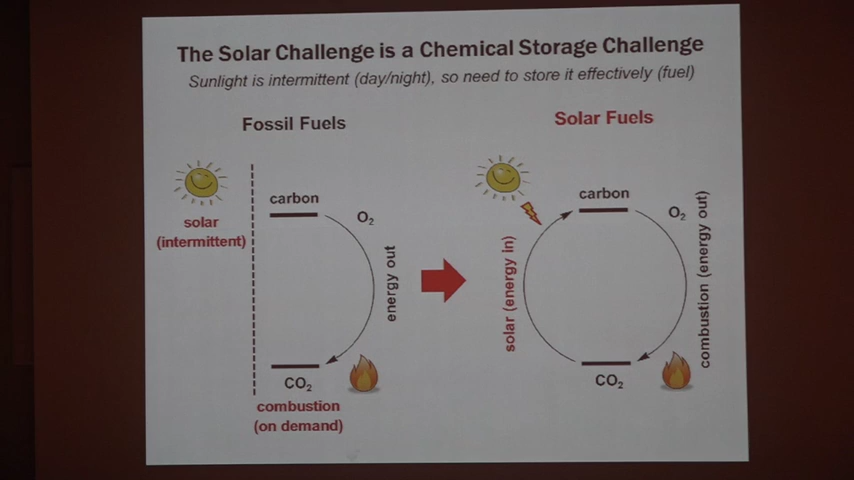 The Solar Challenge is a Chemical Storage Challenge
Sunlight is intermittent (day/night), so need to store it effectively (fuel)
Fossil Fuels
solar
(intermittent)
carbon
O₂
energy out
CO₂
combustion
(on demand)
Solar Fuels
carbon
O₂
solar (energy in)
combustion (energy out)
CO₂